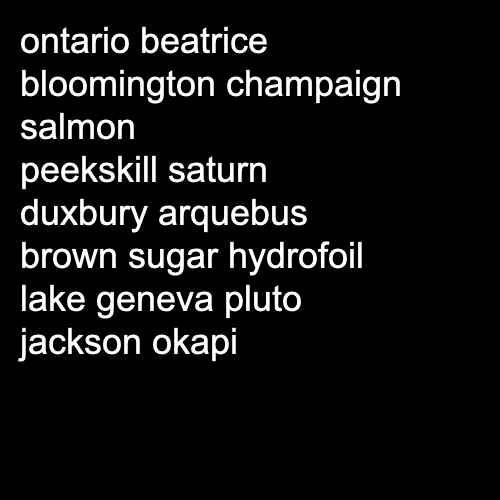 ontario beatrice
bloomington champaign
salmon
peekskill saturn
duxbury arquebus
brown sugar hydrofoil
lake geneva pluto
jackson okapi